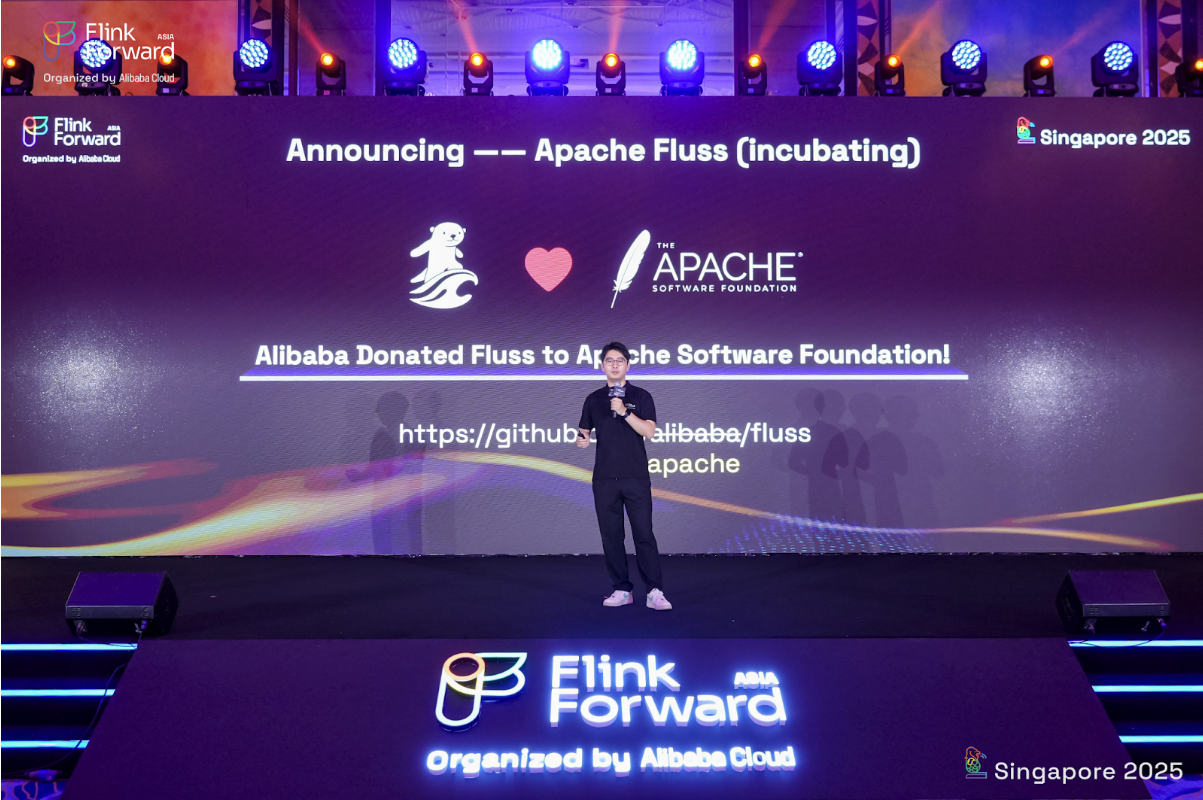 Flink
Forward ASIA
Organized by Alibaba Cloud
Flink
Forward ASIA
Organized by Alibaba Cloud
Singapore 2025
Announcing —— Apache Fluss (incubating)
THE
APACHE®
SOFTWARE FOUNDATION
Alibaba Donated Fluss to Apache Software Foundation!
https://github alibaba/fluss
apache
Flink
Forward ASIA
Organized by Alibaba Cloud
Singapore 2025